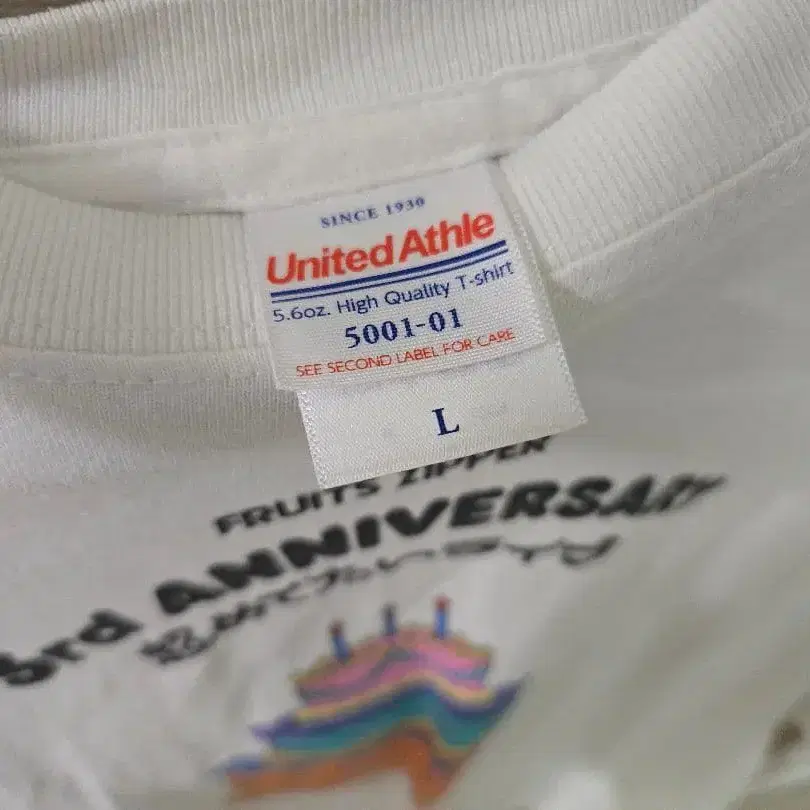 SINCE 1930
United Athle
5.6oz. High Quality T-shirt
5001-01
SEE SECOND LABEL FOR CARE
L
FRUITS ZIPPER
3rd ANNIVERSARY